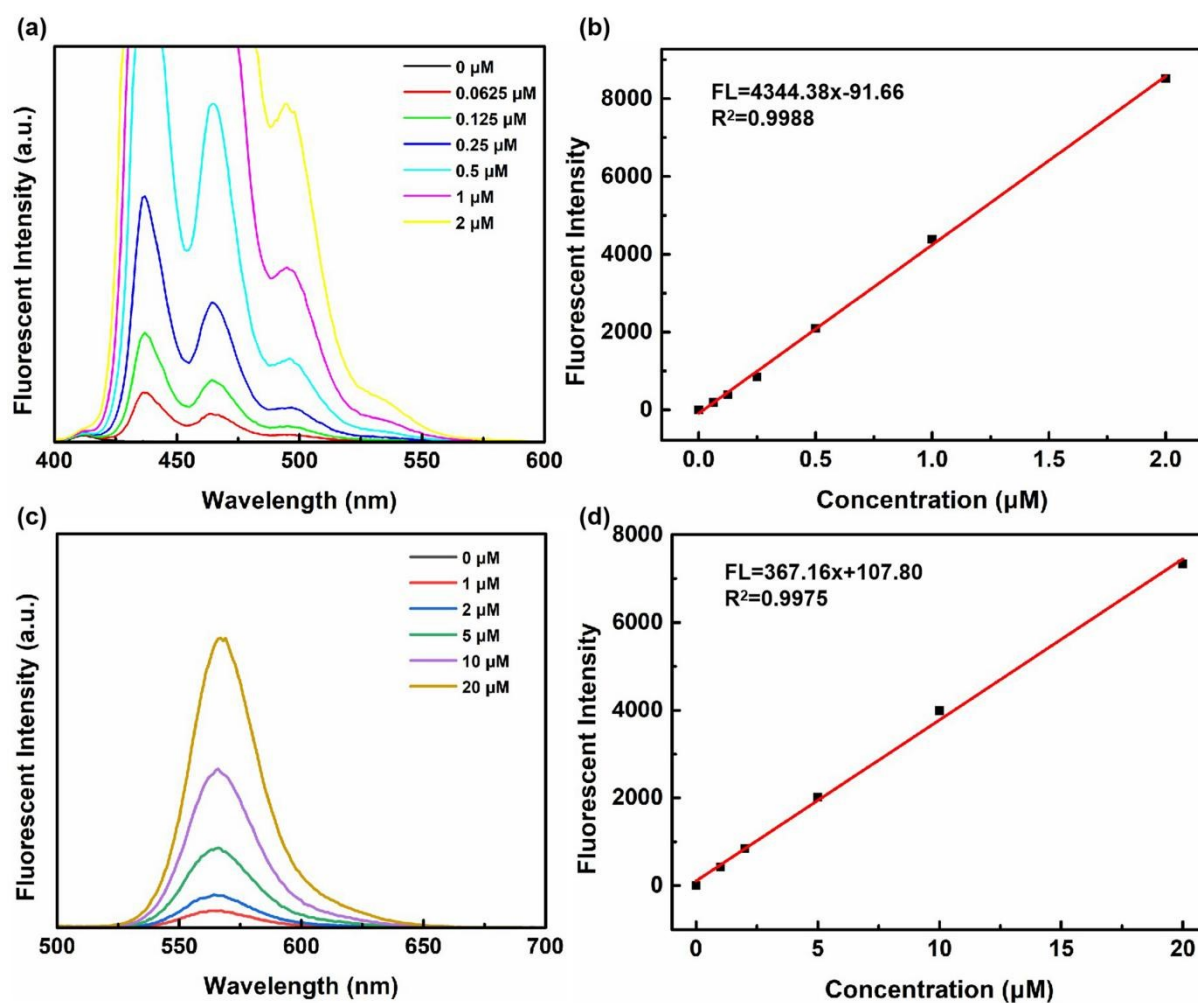 (a)
Fluorescent Intensity (a.u.)
0 μM
0.0625 μM
0.125 μM
0.25 μM
0.5 μM
1 μM
2 μM
400 450 500 550 600
Wavelength (nm)
(b)
Fluorescent Intensity
8000
6000
4000
2000
0
FL=4344.38x-91.66
R²=0.9988
0.0 0.5 1.0 1.5 2.0
Concentration (μM)
(c)
Fluorescent Intensity (a.u.)
0 μM
1 μM
2 μM
5 μM
10 μM
20 μM
500 550 600 650 700
Wavelength (nm)
(d)
Fluorescent Intensity
8000
6000
4000
2000
0
FL=367.16x+107.80
R²=0.9975
0 5 10 15 20
Concentration (μM)